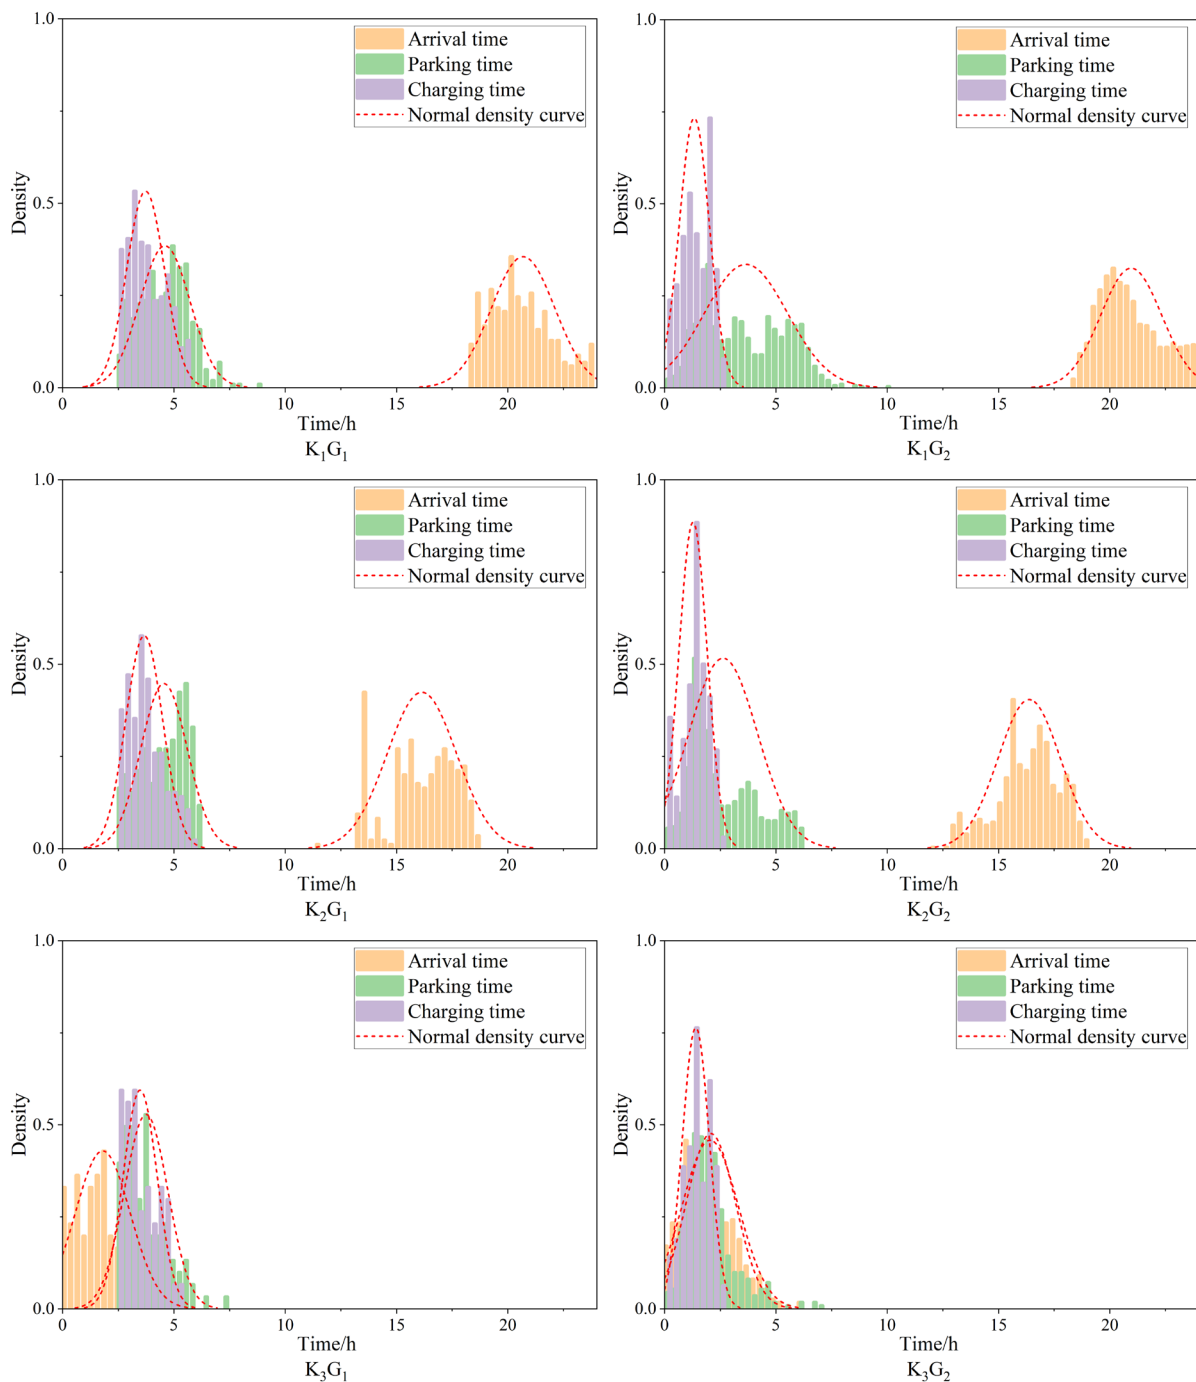 1.0
Arrival time
Parking time
Charging time
Normal density curve
Density
0.5
0.0
0 5 10 15 20
Time/h
K₁G₁
1.0
Arrival time
Parking time
Charging time
Normal density curve
Density
0.5
0.0
0 5 10 15 20
Time/h
K₁G₂
1.0
Arrival time
Parking time
Charging time
Normal density curve
Density
0.5
0.0
0 5 10 15 20
Time/h
K₂G₁
1.0
Arrival time
Parking time
Charging time
Normal density curve
Density
0.5
0.0
0 5 10 15 20
Time/h
K₂G₂
1.0
Arrival time
Parking time
Charging time
Normal density curve
Density
0.5
0.0
0 5 10 15 20
Time/h
K₃G₁
1.0
Arrival time
Parking time
Charging time
Normal density curve
Density
0.5
0.0
0 5 10 15 20
Time/h
K₃G₂